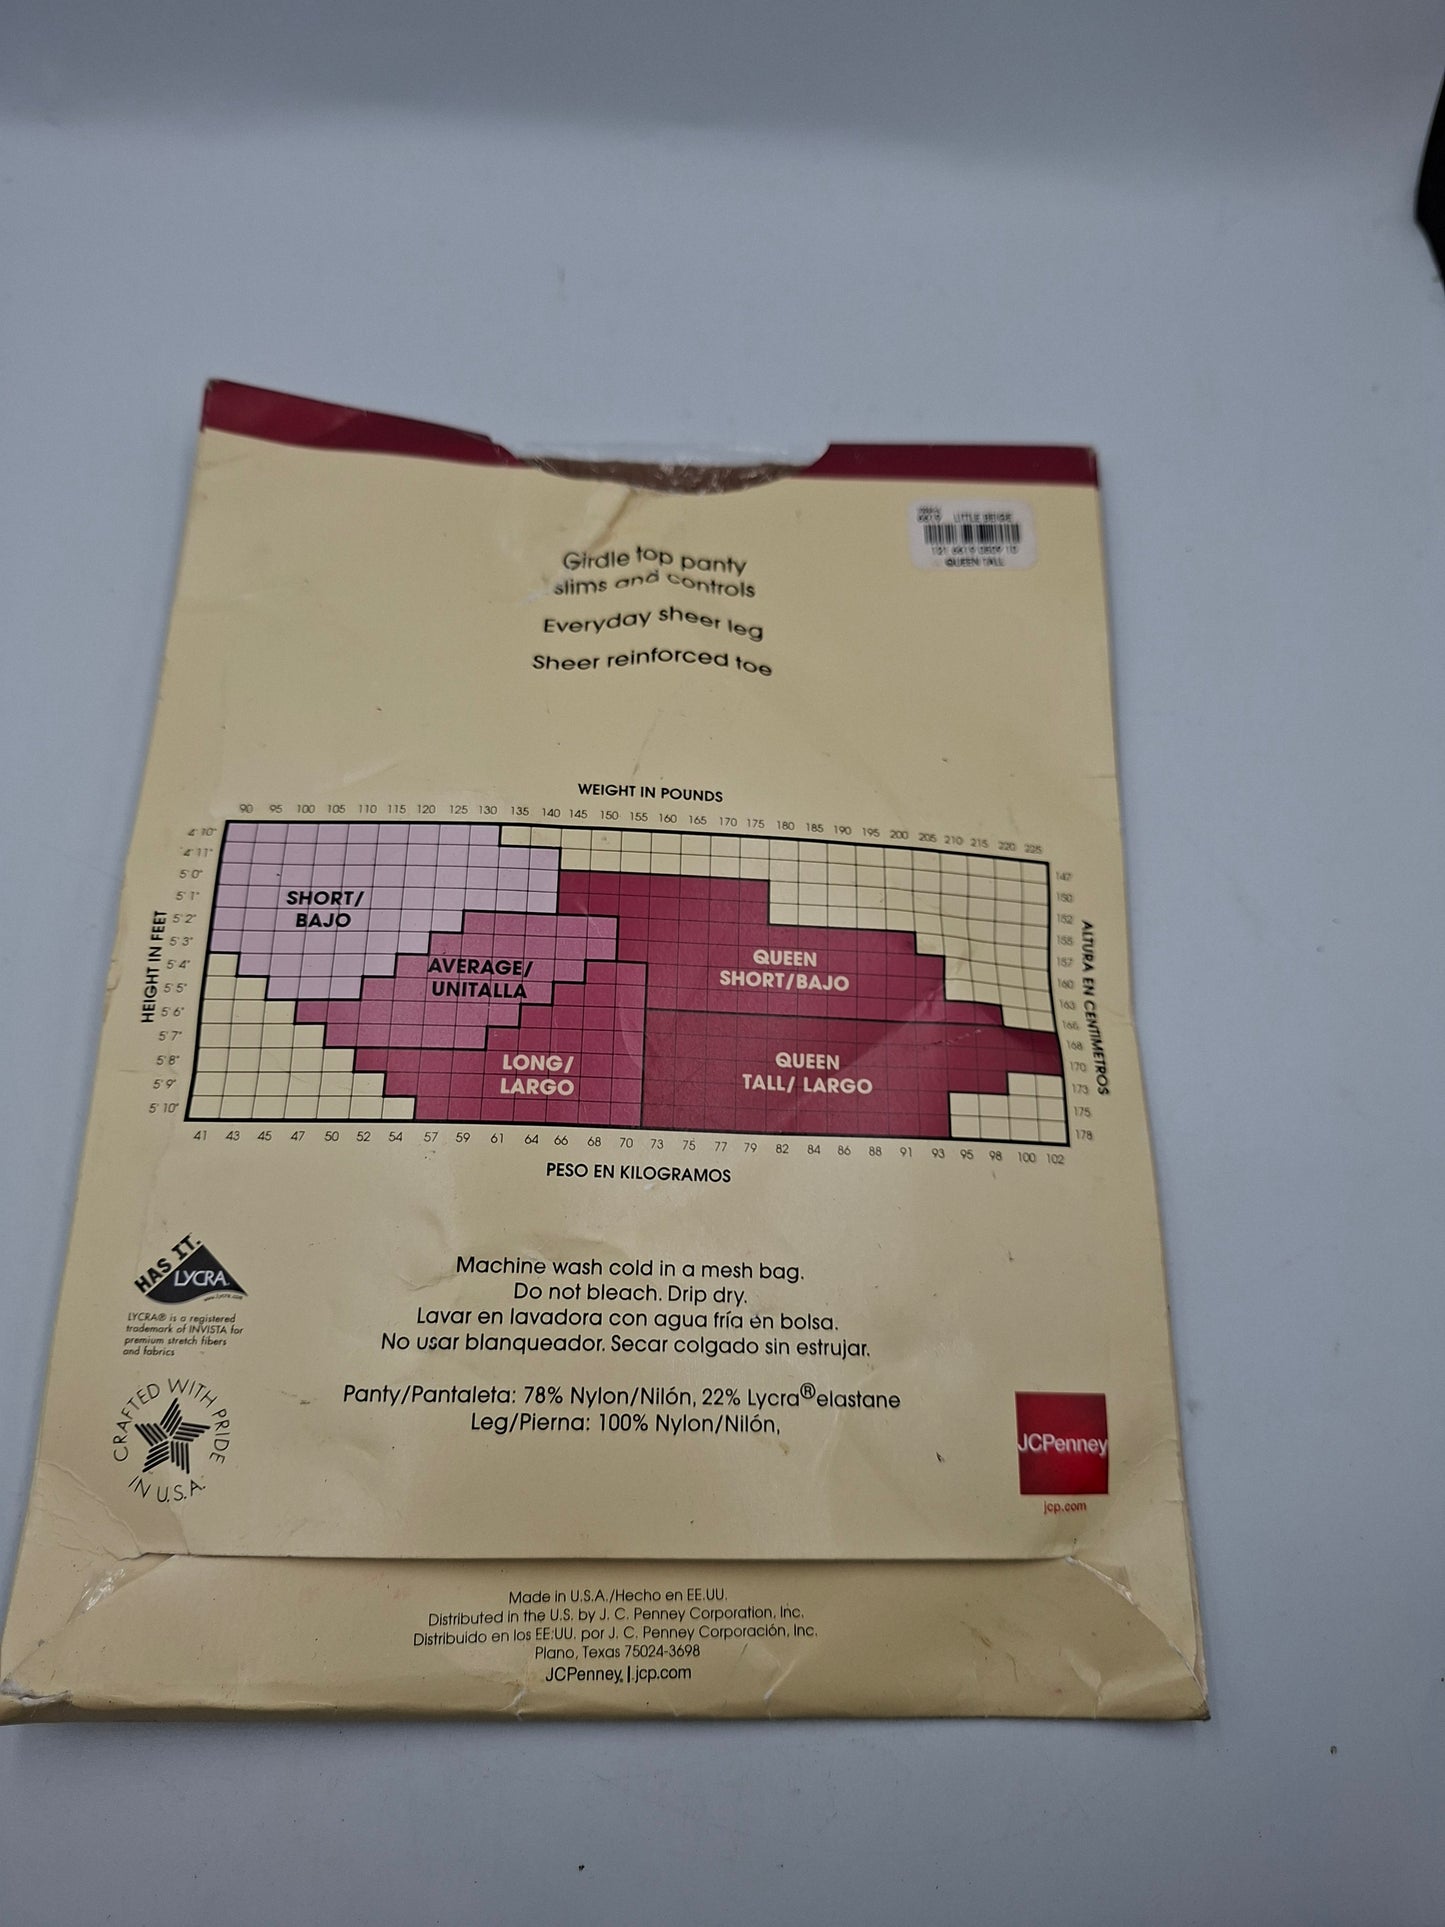 6819 LITTLE BEIGE
QUEEN TALL
Girdle top panty
slims and controls
Everyday sheer leg
Sheer reinforced toe
WEIGHT IN POUNDS
90 95 100 105 110 115 120 125 130 135 140 145 150 155 160 165 170 175 180 185 190 195 200 205 210 215 220 225
HEIGHT IN FEET
4' 10"
4' 11"
5' 0"
5' 1"
5' 2"
5' 3"
5' 4"
5' 5"
5' 6"
5' 7"
5' 8"
5' 9"
5' 10"
SHORT/
BAJO
AVERAGE/
UNITALLA
LONG/
LARGO
QUEEN
SHORT/BAJO
QUEEN
TALL/ LARGO
147
150
152
155
157
160
163
165
168
170
173
175
178
ALTURA EN CENTIMETROS
41 43 45 47 50 52 54 57 59 61 64 66 68 70 73 75 77 79 82 84 86 88 91 93 95 98 100 102
PESO EN KILOGRAMOS
HAS IT.
LYCRA
www.lycra.com
LYCRA® is a registered
trademark of INVISTA for
premium stretch fibers
and fabrics
CRAFTED WITH PRIDE
IN U.S.A.
Machine wash cold in a mesh bag.
Do not bleach. Drip dry.
Lavar en lavadora con agua fría en bolsa.
No usar blanqueador. Secar colgado sin estrujar.
Panty/Pantaleta: 78% Nylon/Nilón, 22% Lycra® elastane
Leg/Pierna: 100% Nylon/Nilón,
JCPenney
jcp.com
Made in U.S.A./Hecho en EE.UU.
Distributed in the U.S. by J. C. Penney Corporation, Inc.
Distribuido en los EE:UU. por J. C. Penney Corporación, Inc.
Plano, Texas 75024-3698
JCPenney | jcp.com